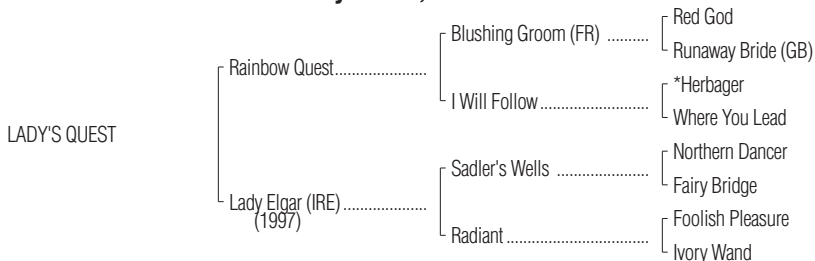 Red God
Blushing Groom (FR) ..........
Runaway Bride (GB)
Rainbow Quest......................
*Herbager
I Will Follow..........................
Where You Lead
LADY'S QUEST
Northern Dancer
Sadler's Wells ......................
Fairy Bridge
Lady Elgar (IRE)....................
(1997)
Foolish Pleasure
Radiant..................................
Ivory Wand